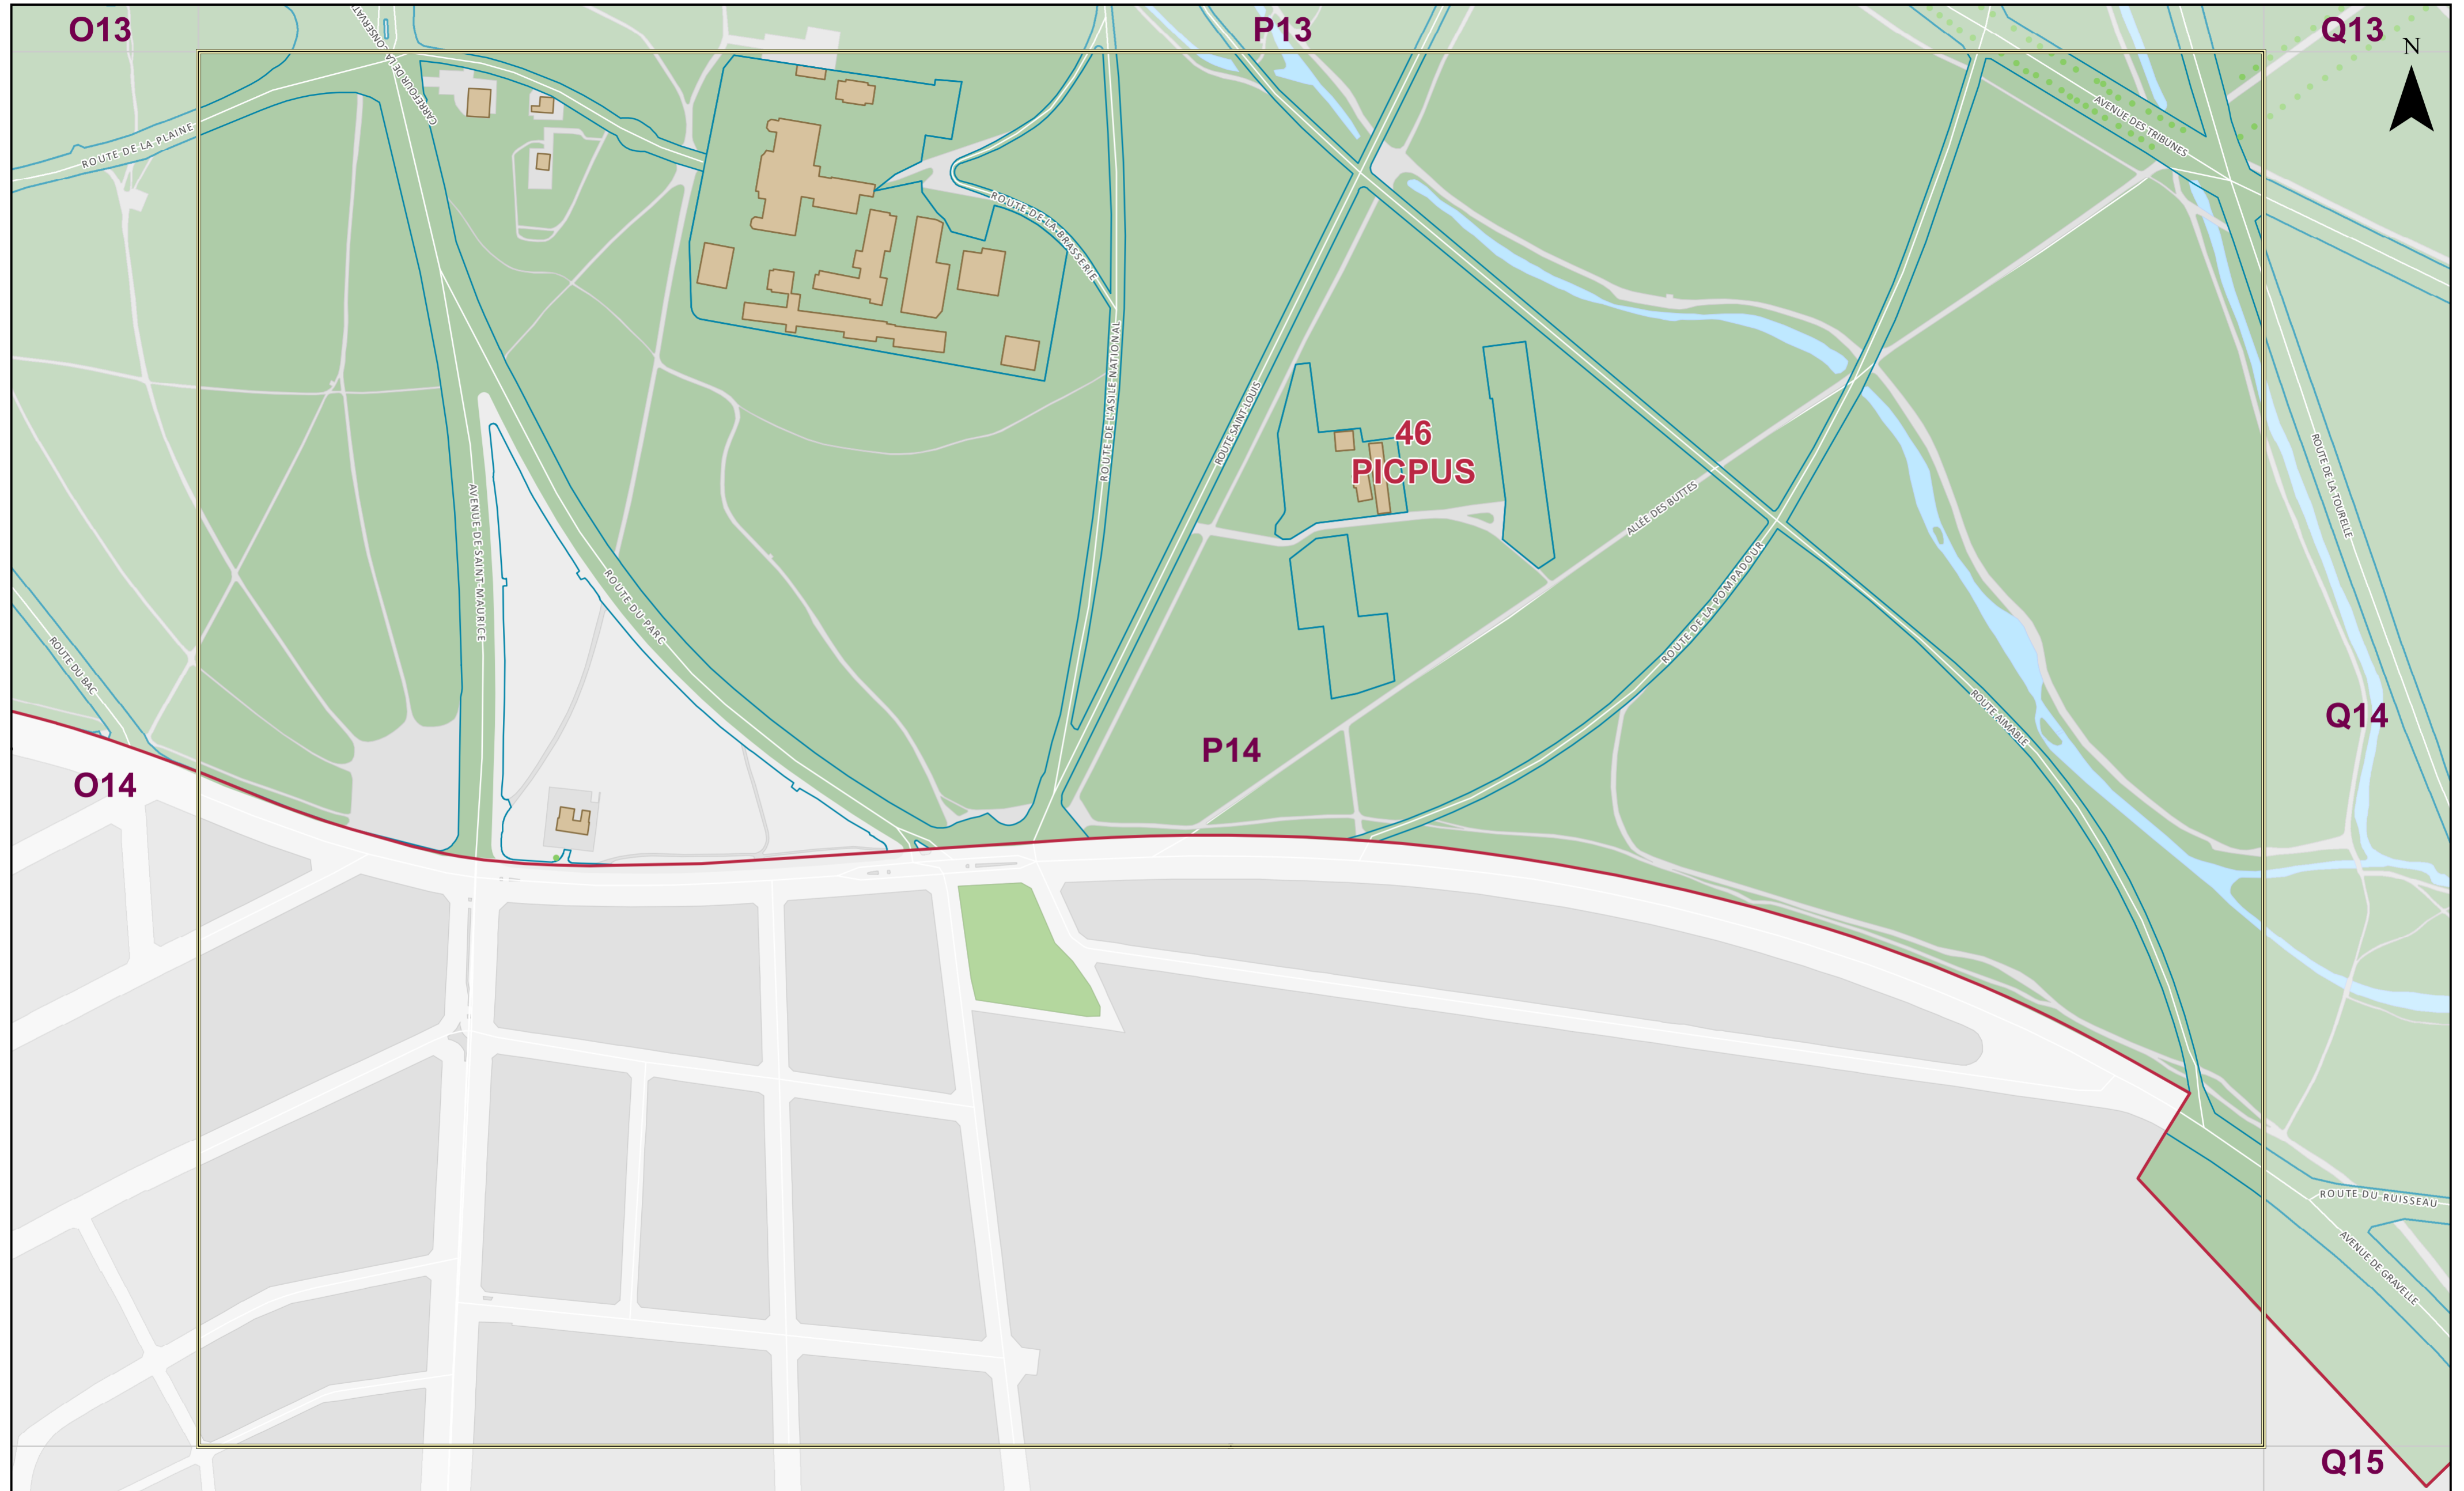 O13
P13
Q13
N
CARREFOUR DE LA CONSERVAT
ROUTE DE LA PLAINE
AVENUE DES TRIBUNES
ROUTE DE LA BRASSERIE
ROUTE DE L'ASILE NATIONAL
ROUTE SAINT-LOUIS
46
PICPUS
ALLÉE DES BUTTES
ROUTE DE LA TOURELLE
AVENUE DE SAINT-MAURICE
ROUTE DU PARC
ROUTE DE LA POMPADOUR
ROUTE DU BAC
ROUTE AIMABLE
Q14
P14
O14
ROUTE DU RUISSEAU
AVENUE DE GRAVELLE
Q15